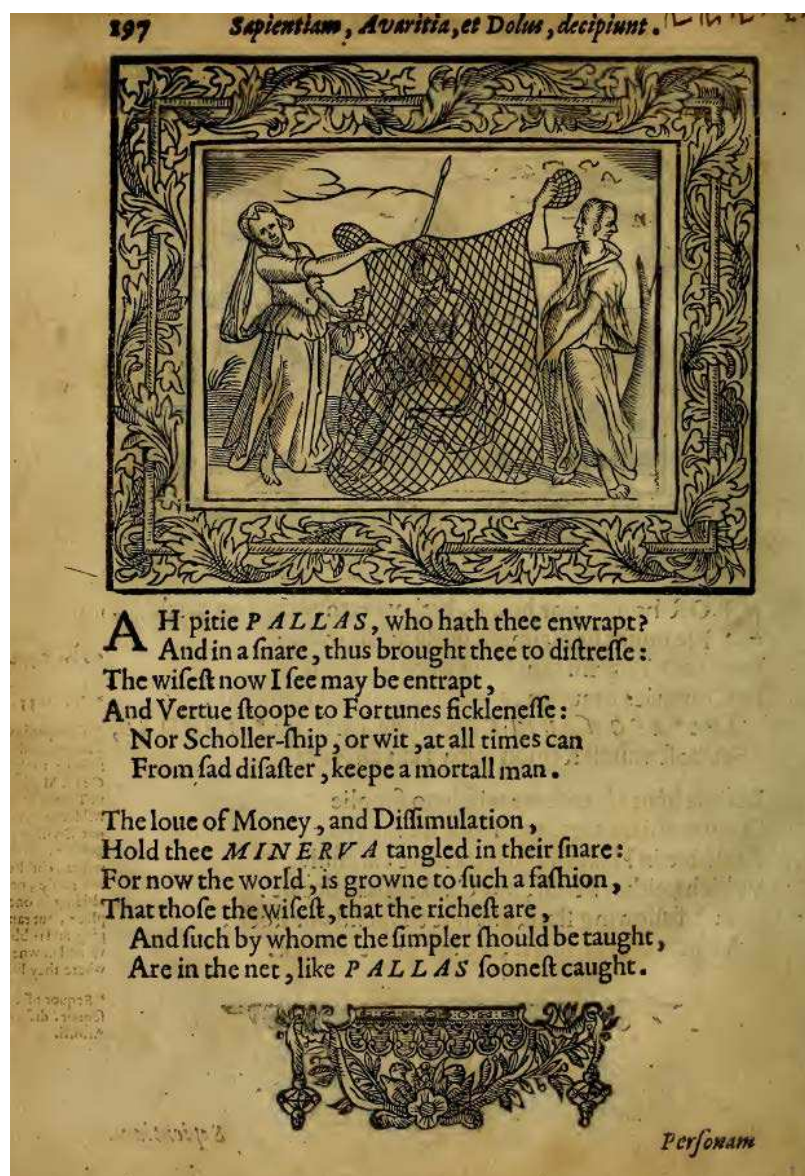 197 Sapientiam, Avaritia, et Dolus, decipiunt.
AH pitie PALLAS, who hath thee enwrapt?
And in a ſnare, thus brought thee to diſtreſſe:
The wiſeſt now I ſee may be entrapt,
And Vertue ſtoope to Fortunes fickleneſſe:
Nor Scholler-ſhip, or wit, at all times can
From ſad diſaſter, keepe a mortall man.
The loue of Money, and Diſſimulation,
Hold thee MINERVA tangled in their ſnare:
For now the world, is growne to ſuch a faſhion,
That thoſe the wiſeſt, that the richeſt are,
And ſuch by whome the ſimpler ſhould be taught,
Are in the net, like PALLAS ſooneſt caught.
Perſonam